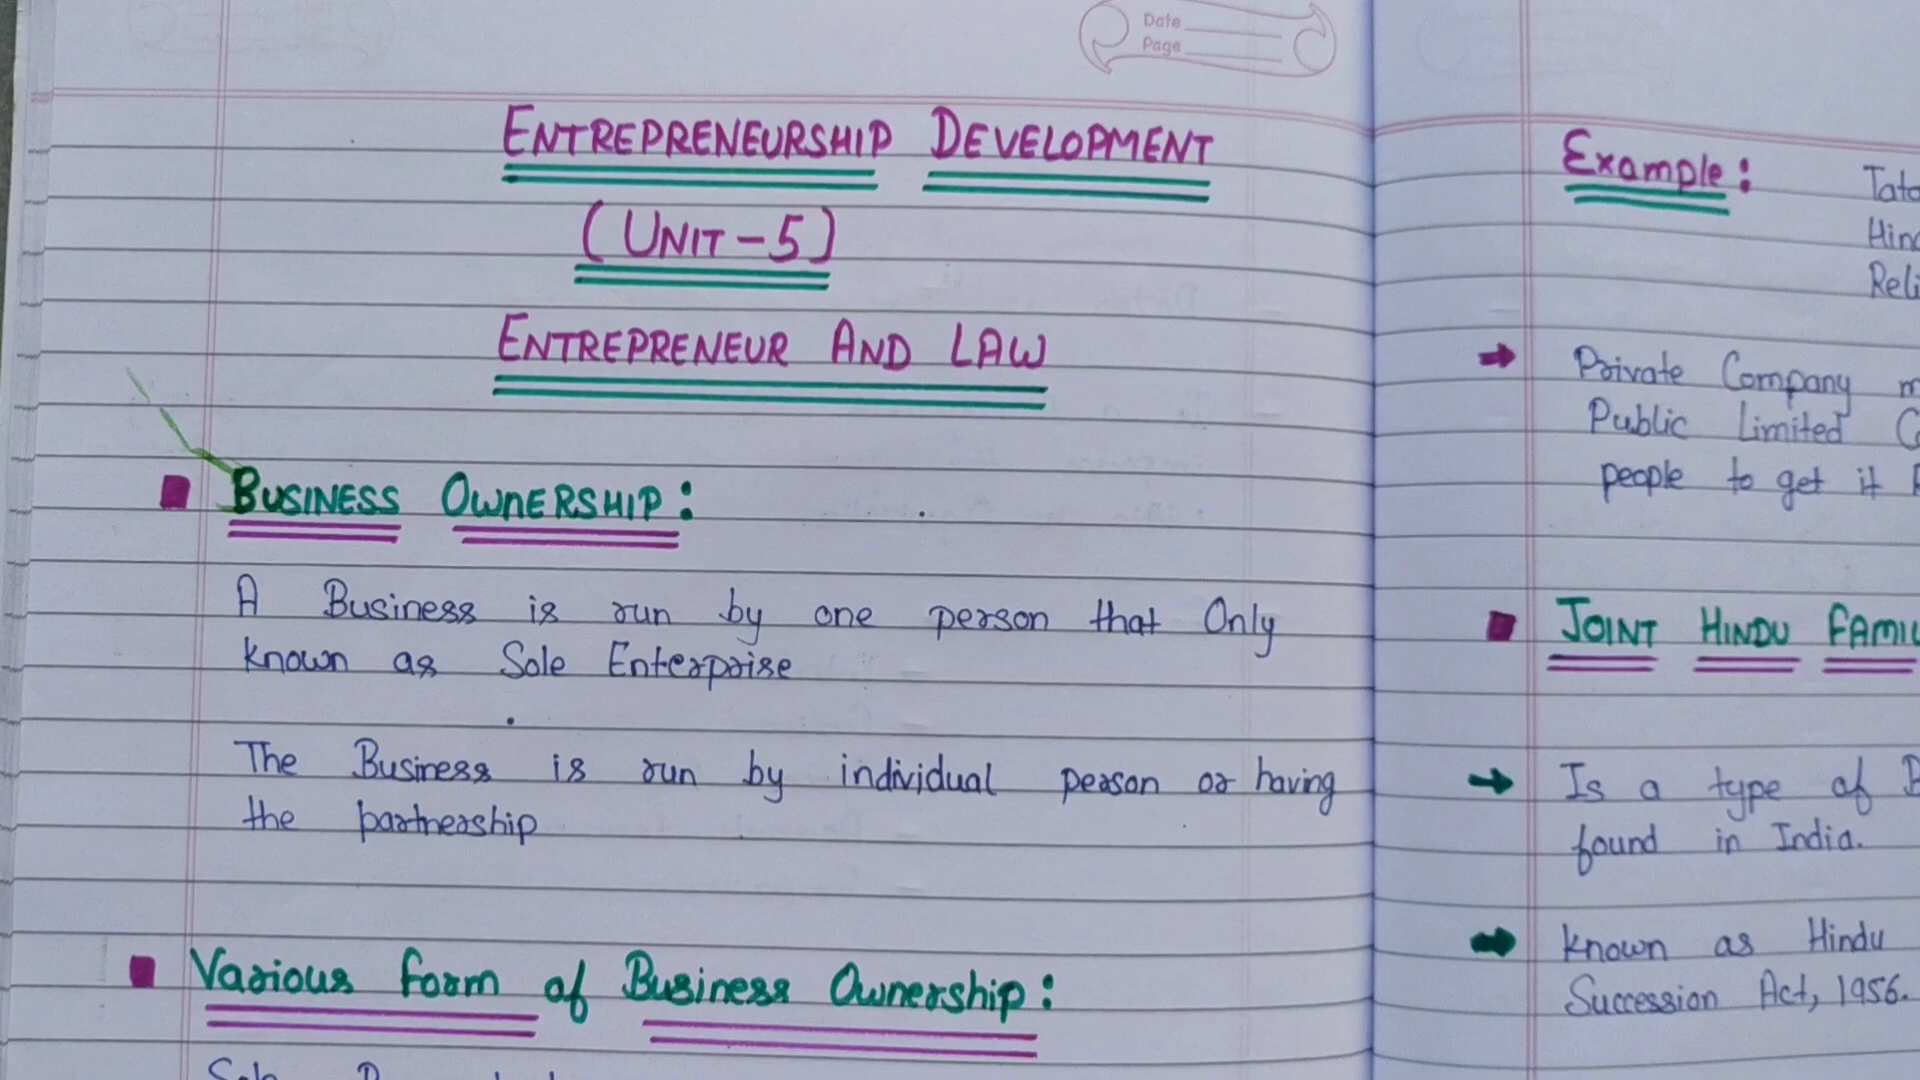 Date
Page
ENTREPRENEURSHIP DEVELOPMENT
(UNIT-5)
ENTREPRENEUR AND LAW
BUSINESS OWNERSHIP:
A Business is run by one person that Only
known as Sole Enterprise
The Business is run by individual person or having
the partnership
Various form of Business Ownership:
Example:
Private Company
Public Limited
people to get it
JOINT HINDU
Is a type of
found in India.
known as Hindu
Succession Act, 1956.